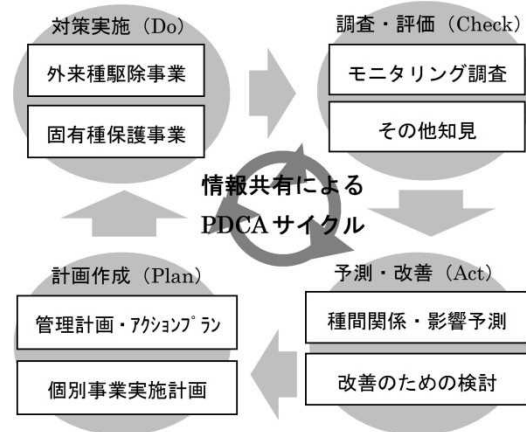 対策実施（Do）
外来種駆除事業
固有種保護事業
調査・評価（Check）
モニタリング調査
その他知見
情報共有による
PDCAサイクル
計画作成（Plan）
管理計画・ｱｸｼｮﾝﾌﾟﾗﾝ
個別事業実施計画
予測・改善（Act）
種間関係・影響予測
改善のための検討